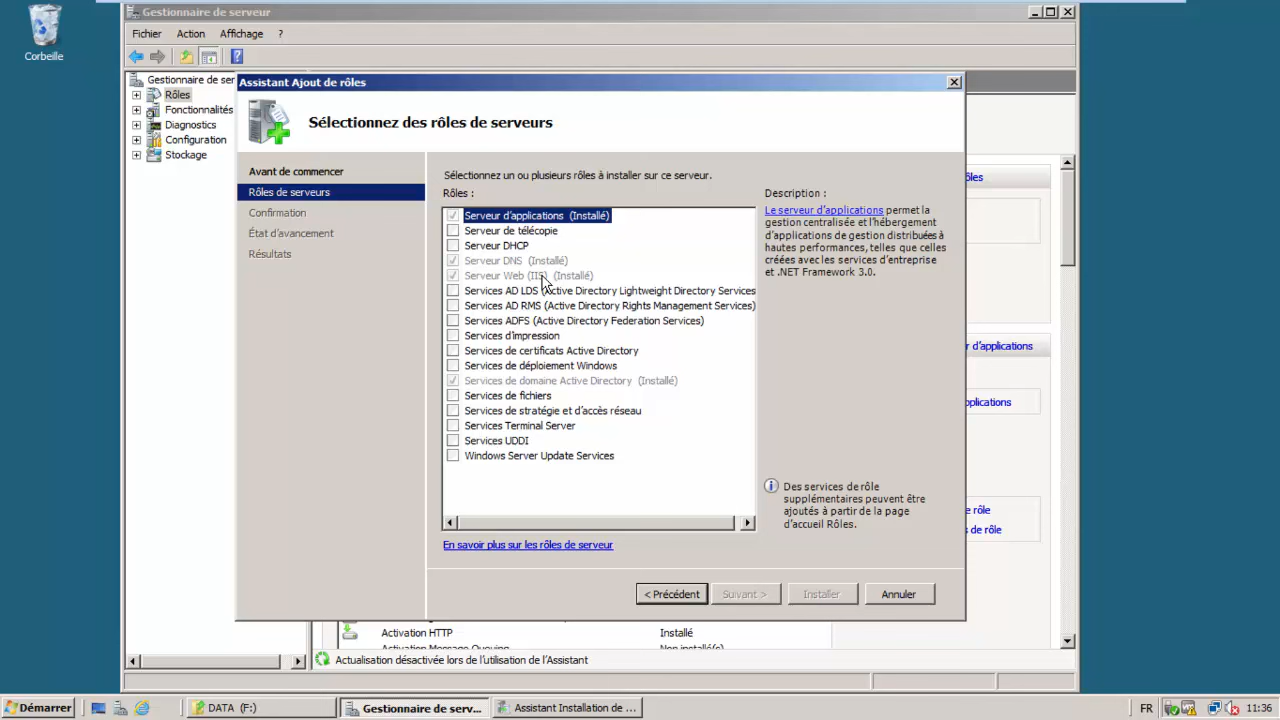 Corbeille
Gestionnaire de serveur
Fichier Action Affichage ?
Gestionnaire de ser
Rôles
Fonctionnalités
Diagnostics
Configuration
Stockage
Assistant Ajout de rôles
Sélectionnez des rôles de serveurs
Avant de commencer
Rôles de serveurs
Confirmation
État d'avancement
Résultats
Sélectionnez un ou plusieurs rôles à installer sur ce serveur.
Rôles :
Serveur d'applications (Installé)
Serveur de télécopie
Serveur DHCP
Serveur DNS (Installé)
Serveur Web (IIS) (Installé)
Services AD LDS (Active Directory Lightweight Directory Services
Services AD RMS (Active Directory Rights Management Services)
Services ADFS (Active Directory Federation Services)
Services d'impression
Services de certificats Active Directory
Services de déploiement Windows
Services de domaine Active Directory (Installé)
Services de fichiers
Services de stratégie et d'accès réseau
Services Terminal Server
Services UDDI
Windows Server Update Services
En savoir plus sur les rôles de serveur
Description :
Le serveur d'applications permet la
gestion centralisée et l'hébergement
d'applications de gestion distribuées à
hautes performances, telles que celles
créées avec les services d'entreprise
et .NET Framework 3.0.
Des services de rôle
supplémentaires peuvent être
ajoutés à partir de la page
d'accueil Rôles.
< Précédent Suivant > Installer Annuler
ôles
r d'applications
plications
e rôle
s de rôle
Activation HTTP Installé
Activation Message Queuing Non installé(s)
Actualisation désactivée lors de l'utilisation de l'Assistant
Démarrer DATA (F:) Gestionnaire de serv... Assistant Installation de ... FR 11:36